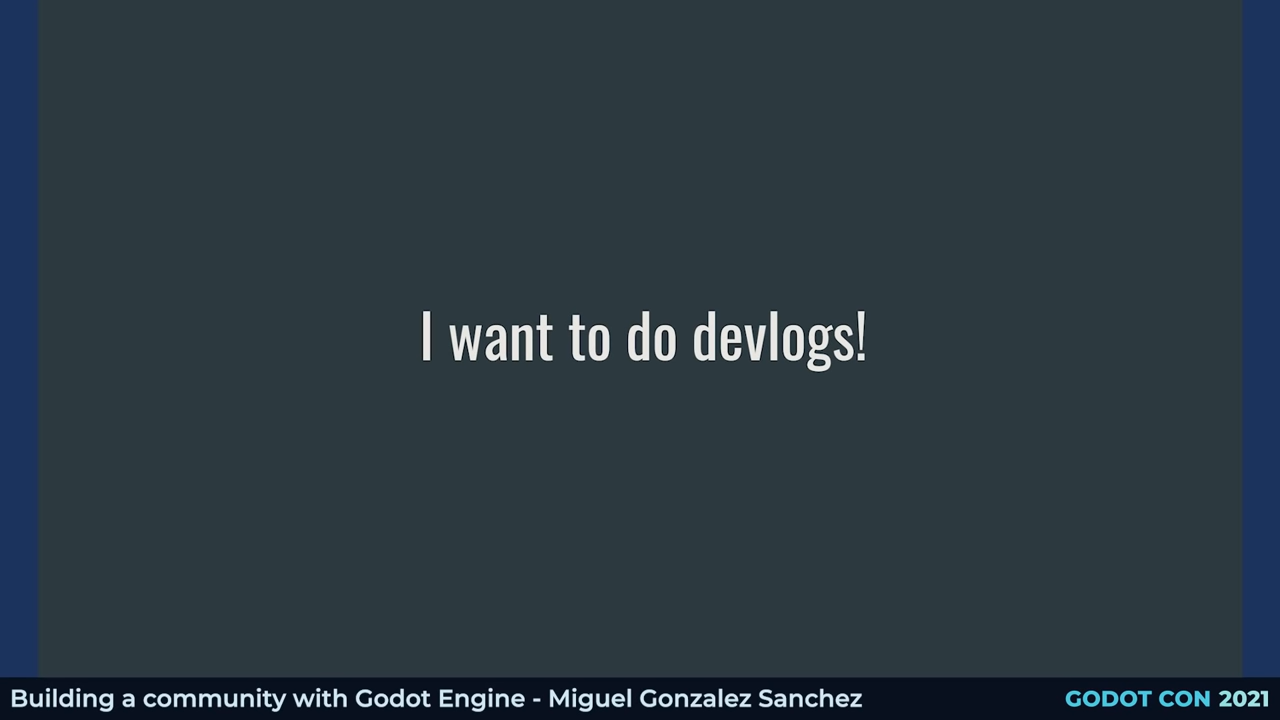 I want to do devlogs!
Building a community with Godot Engine - Miguel Gonzalez Sanchez
GODOT CON 2021